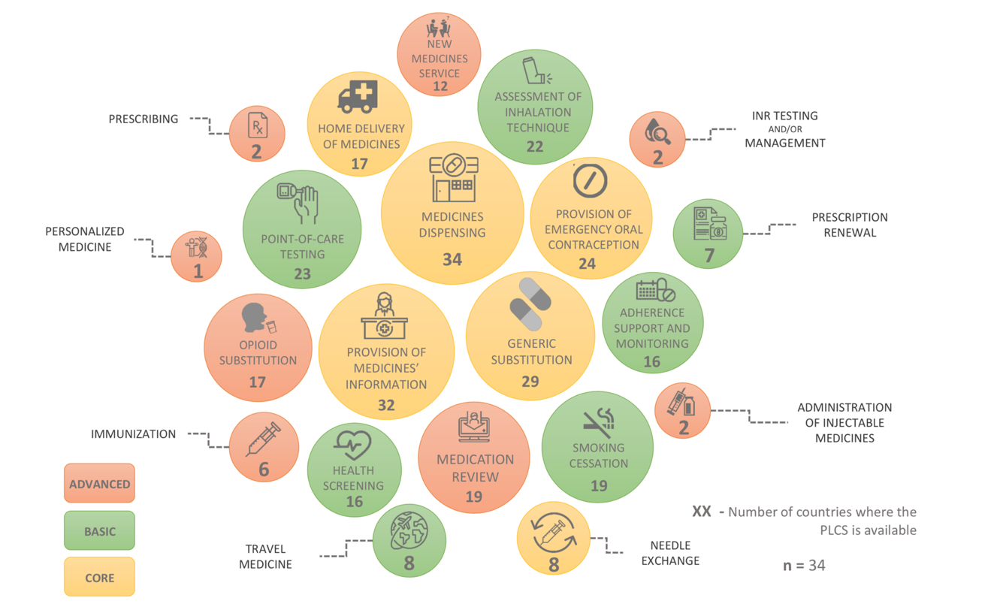 ?
NEW
MEDICINES
SERVICE
12
ASSESSMENT OF
INHALATION
TECHNIQUE
22
HOME DELIVERY
OF MEDICINES
17
PRESCRIBING
Rx
2
INR TESTING
AND/OR
MANAGEMENT
2
MEDICINES
DISPENSING
34
PROVISION OF
EMERGENCY ORAL
CONTRACEPTION
24
POINT-OF-CARE
TESTING
23
PERSONALIZED
MEDICINE
1
PRESCRIPTION
RENEWAL
7
ADHERENCE
SUPPORT AND
MONITORING
16
OPIOID
SUBSTITUTION
17
PROVISION OF
MEDICINES’
INFORMATION
32
GENERIC
SUBSTITUTION
29
ADMINISTRATION
OF INJECTABLE
MEDICINES
2
IMMUNIZATION
6
HEALTH
SCREENING
16
MEDICATION
REVIEW
19
SMOKING
CESSATION
19
TRAVEL
MEDICINE
8
NEEDLE
EXCHANGE
8
ADVANCED
BASIC
CORE
XX - Number of countries where the
PLCS is available
n = 34